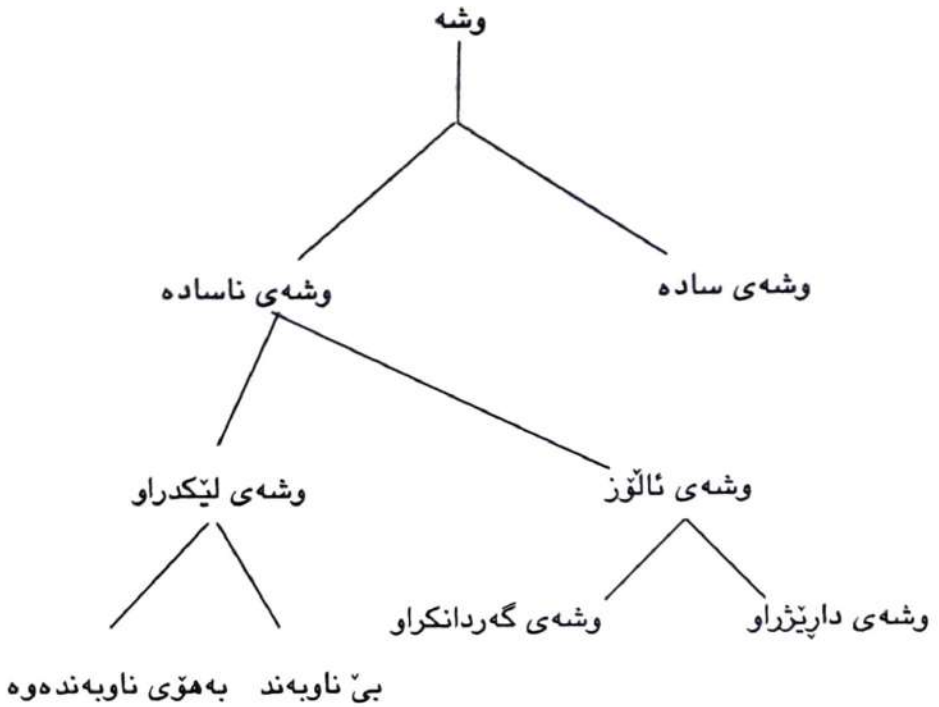 وشە
وشەی سادە
وشەی ناسادە
وشەی ئاڵۆز
وشەی لێکدراو
وشەی داڕێژراو
وشەی گەردانکراو
بێ ناوبەند
بەهۆی ناوبەندەوە